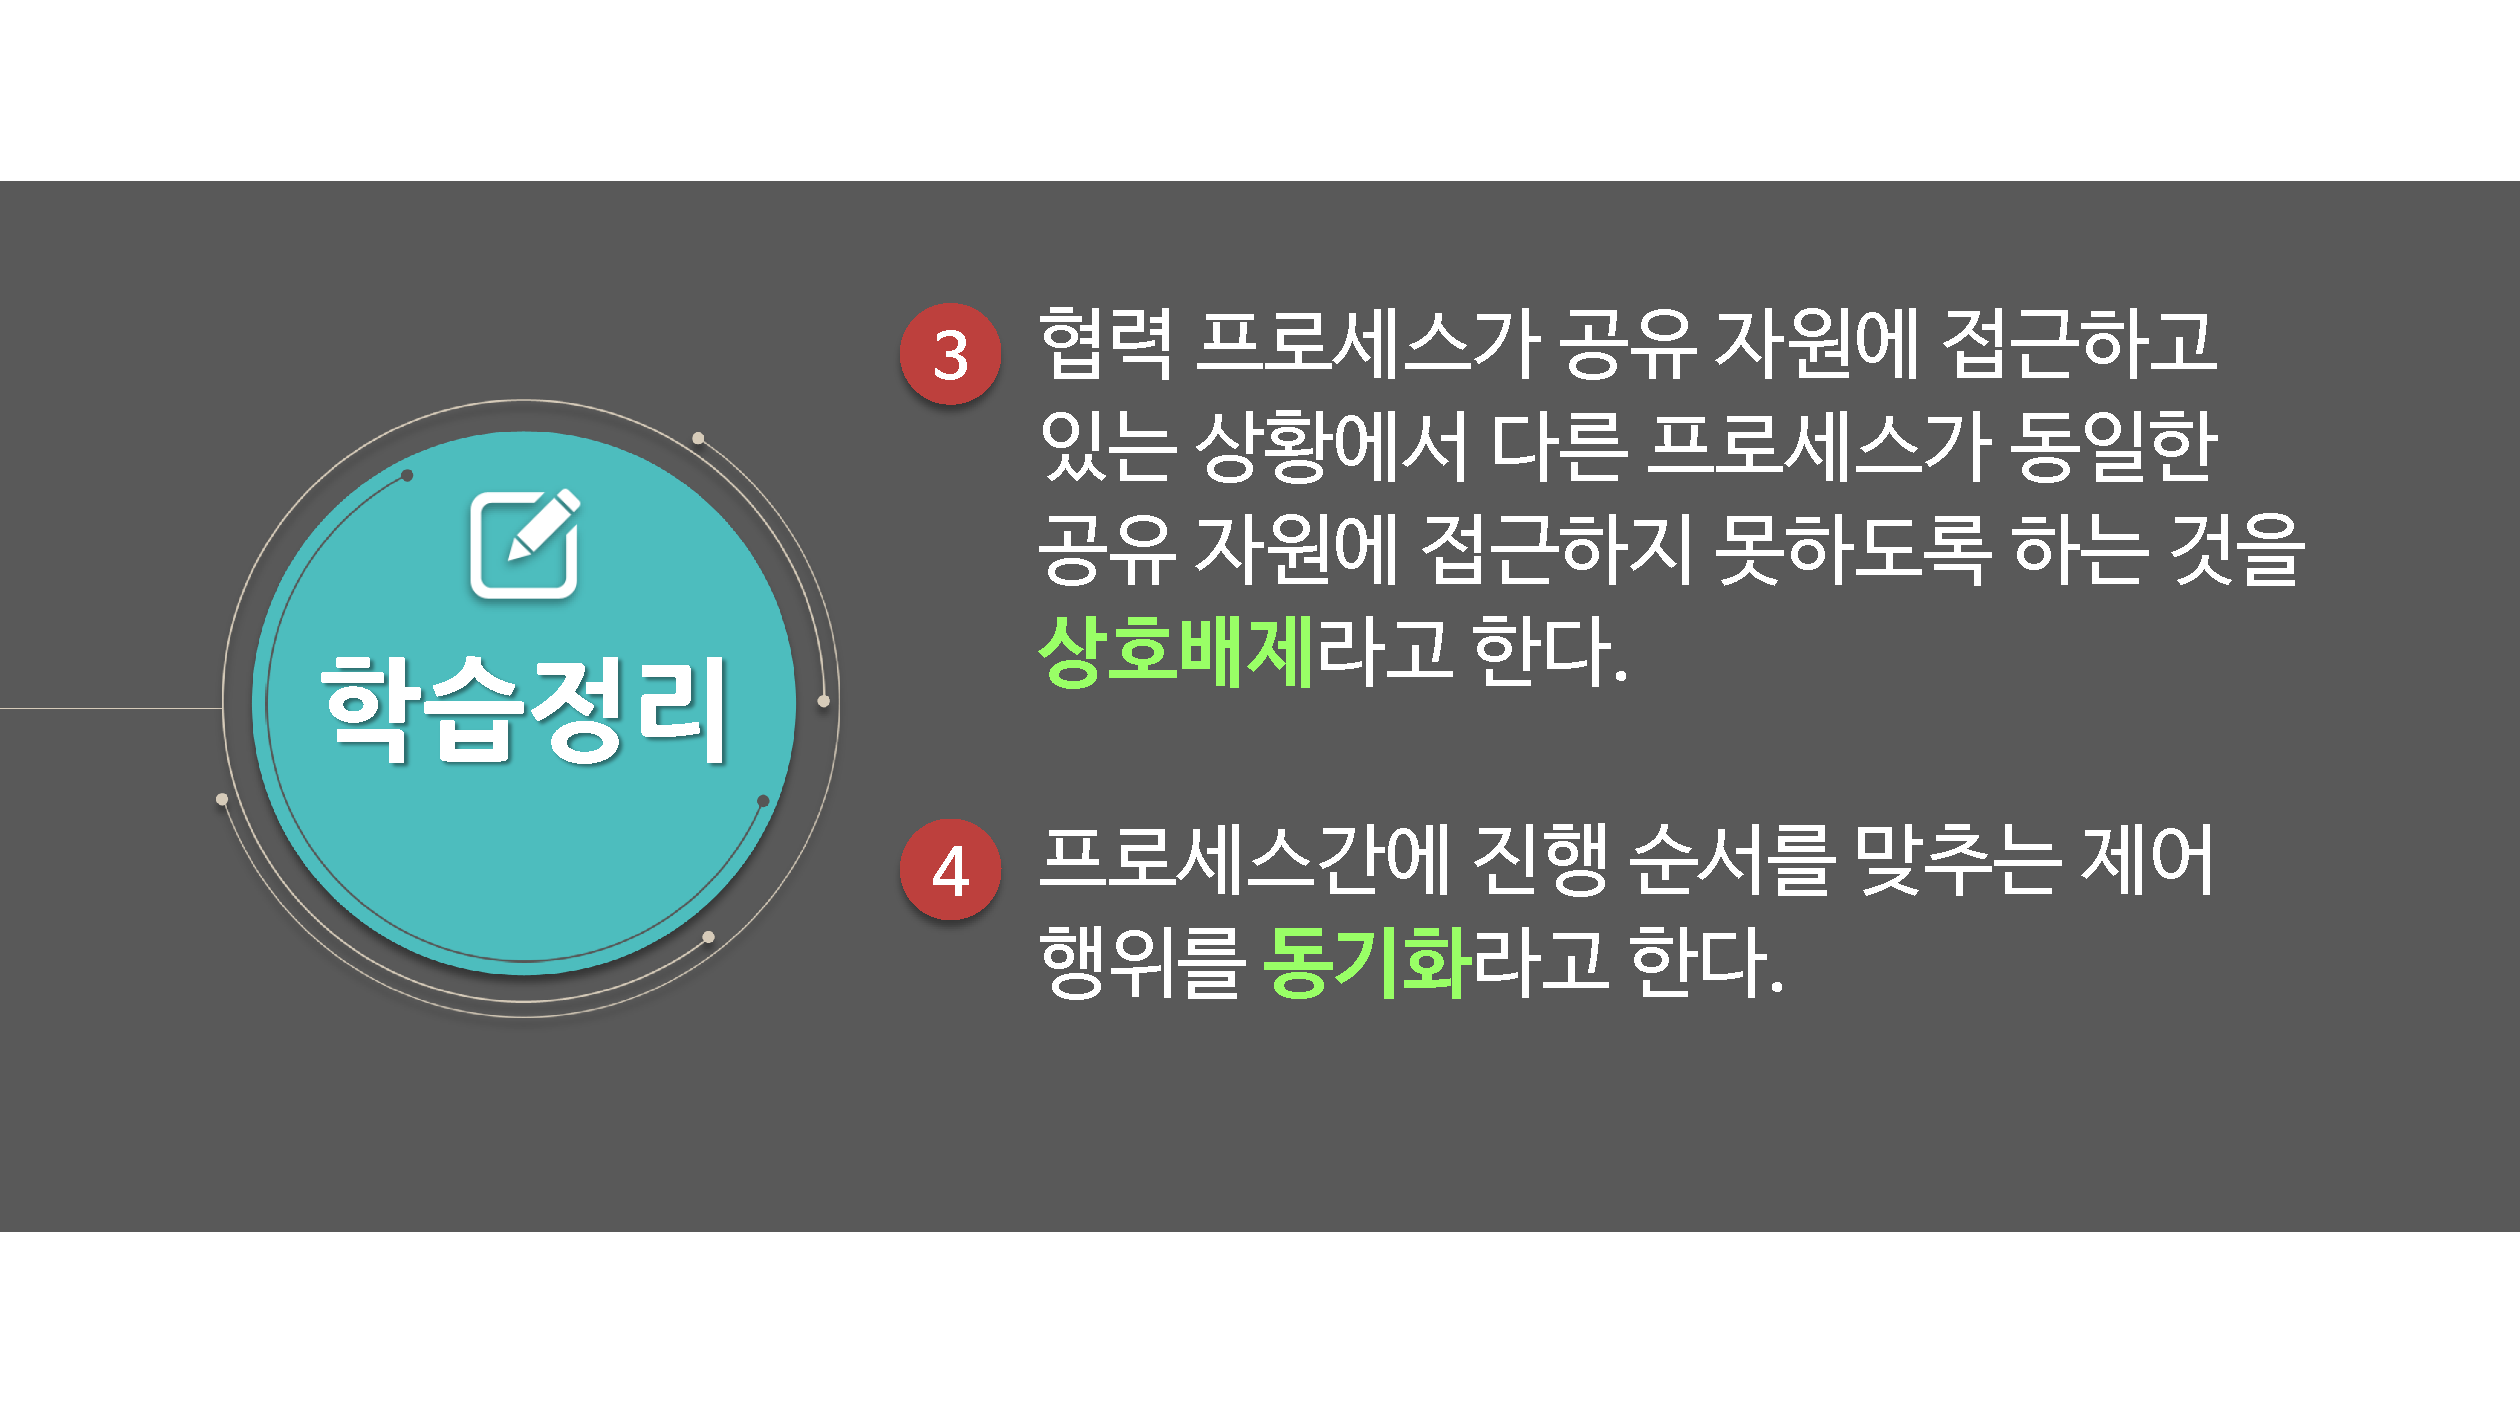 학습정리
3
협력 프로세스가 공유 자원에 접근하고
있는 상황에서 다른 프로세스가 동일한
공유 자원에 접근하지 못하도록 하는 것을
상호배제라고 한다.
4
프로세스간에 진행 순서를 맞추는 제어
행위를 동기화라고 한다.